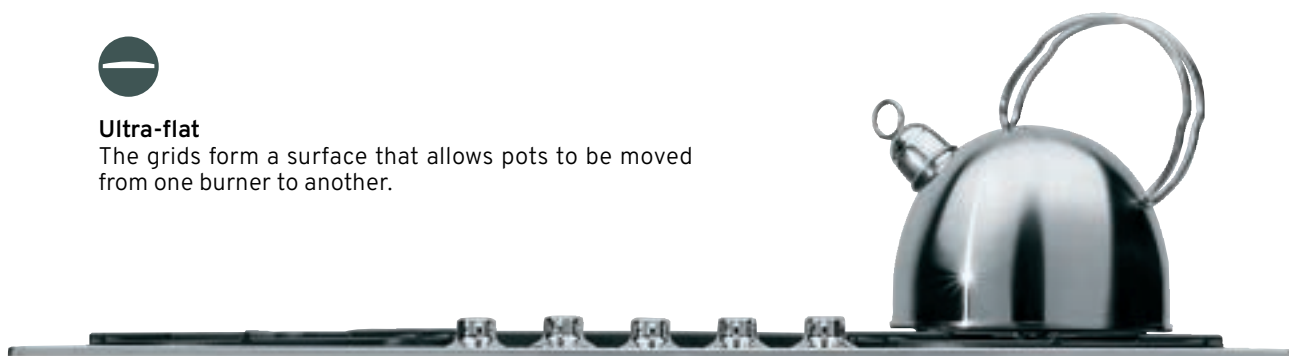 Ultra-flat
The grids form a surface that allows pots to be moved
from one burner to another.